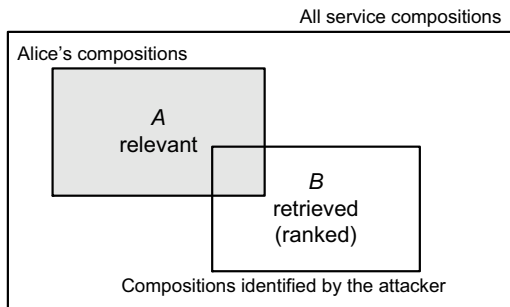 All service compositions
Alice's compositions
A
relevant
B
retrieved
(ranked)
Compositions identified by the attacker